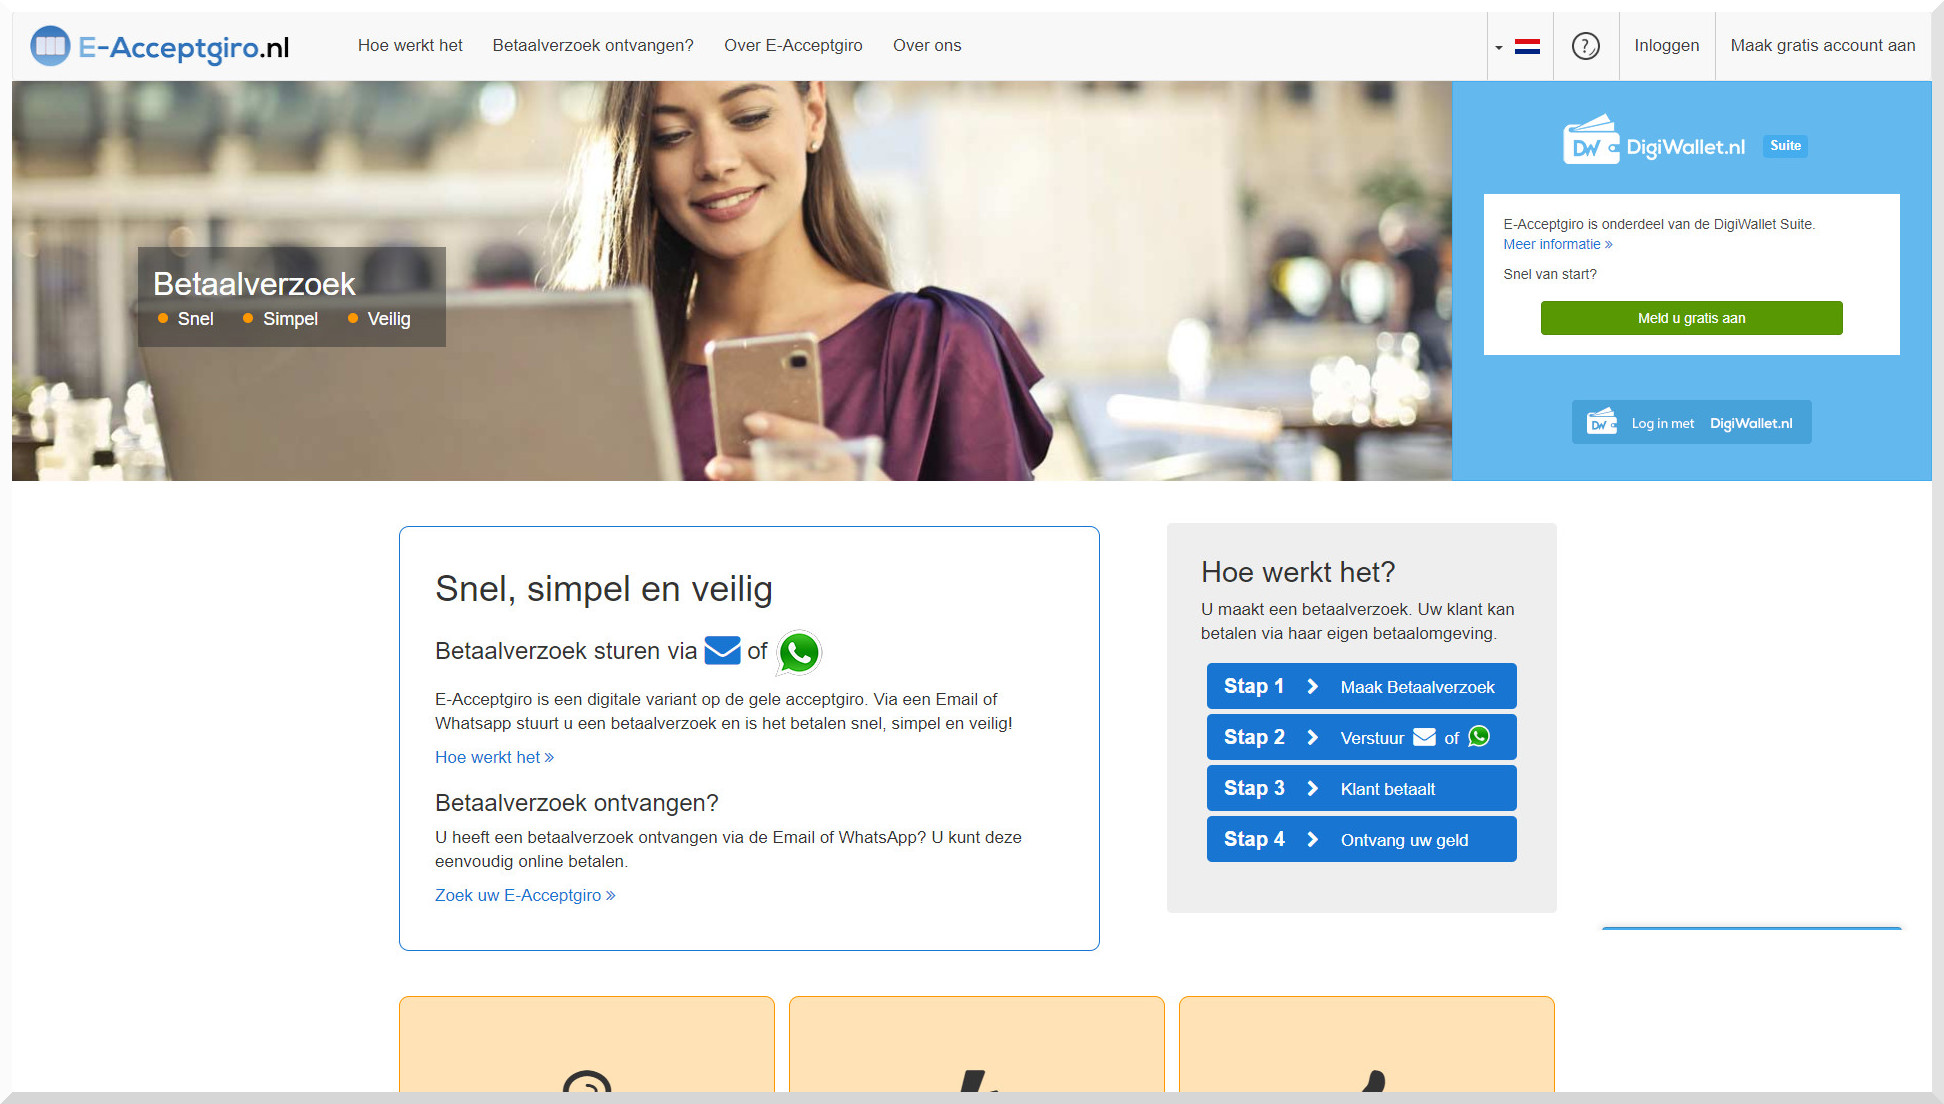 E-Acceptgiro.nl
Hoe werkt het
Betaalverzoek ontvangen?
Over E-Acceptgiro
Over ons
?
Inloggen
Maak gratis account aan
Betaalverzoek
Snel
Simpel
Veilig
DW DigiWallet.nl Suite
E-Acceptgiro is onderdeel van de DigiWallet Suite.
Meer informatie »
Snel van start?
Meld u gratis aan
DW Log in met DigiWallet.nl
Snel, simpel en veilig
Betaalverzoek sturen via of
E-Acceptgiro is een digitale variant op de gele acceptgiro. Via een Email of
Whatsapp stuurt u een betaalverzoek en is het betalen snel, simpel en veilig!
Hoe werkt het »
Betaalverzoek ontvangen?
U heeft een betaalverzoek ontvangen via de Email of WhatsApp? U kunt deze
eenvoudig online betalen.
Zoek uw E-Acceptgiro »
Hoe werkt het?
U maakt een betaalverzoek. Uw klant kan
betalen via haar eigen betaalomgeving.
Stap 1 Maak Betaalverzoek
Stap 2 Verstuur of
Stap 3 Klant betaalt
Stap 4 Ontvang uw geld